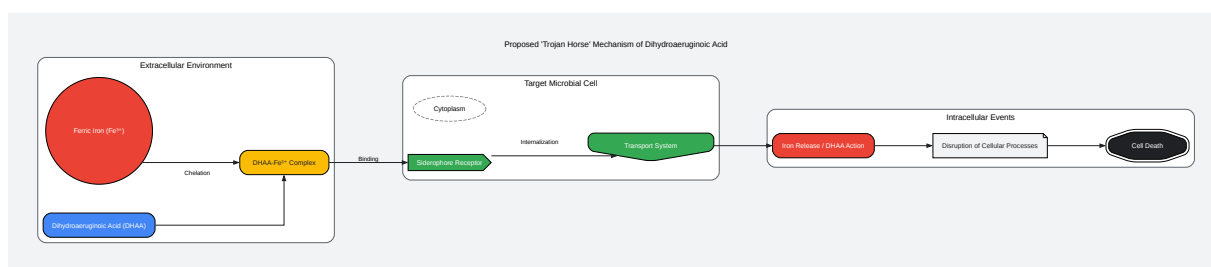 Proposed 'Trojan Horse' Mechanism of Dihydroaeruginoic Acid
Extracellular Environment
Ferric Iron (Fe³⁺)
Chelation
DHAA-Fe³⁺ Complex
Dihydroaeruginoic Acid (DHAA)
Binding
Target Microbial Cell
Cytoplasm
Siderophore Receptor
Internalization
Transport System
Intracellular Events
Iron Release / DHAA Action
Disruption of Cellular Processes
Cell Death